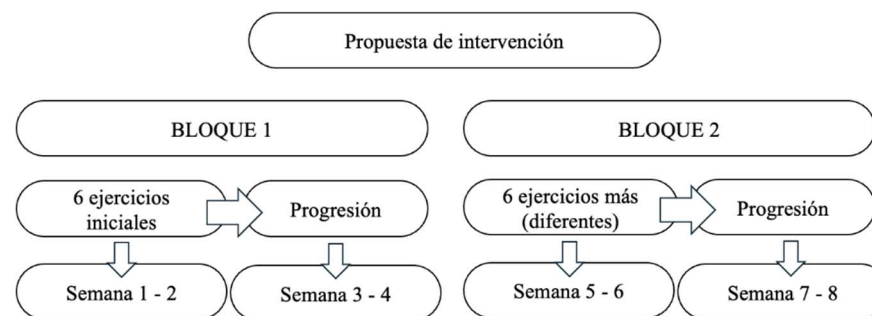 Propuesta de intervención
BLOQUE 1
BLOQUE 2
6 ejercicios
iniciales
Progresión
6 ejercicios más
(diferentes)
Progresión
Semana 1 - 2
Semana 3 - 4
Semana 5 - 6
Semana 7 - 8